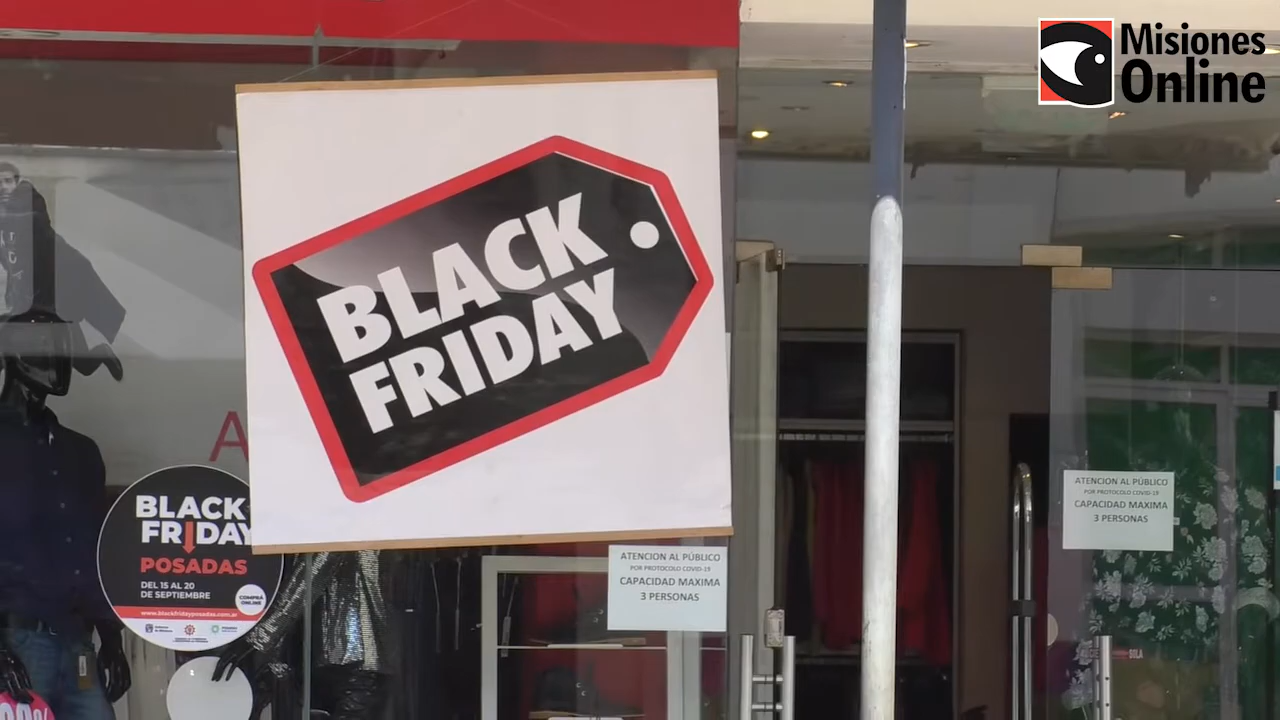 Misiones
Online
BLACK
FRIDAY
A
BLACK
FRIDAY
POSADAS
DEL 15 AL 20
DE SEPTIEMBRE
COMPRÁ
ONLINE
www.blackfridayposadas.com.ar
ATENCION AL PÚBLICO
POR PROTOCOLO COVID-19
CAPACIDAD MAXIMA
3 PERSONAS
ATENCION AL PÚBLICO
POR PROTOCOLO COVID-19
CAPACIDAD MAXIMA
3 PERSONAS